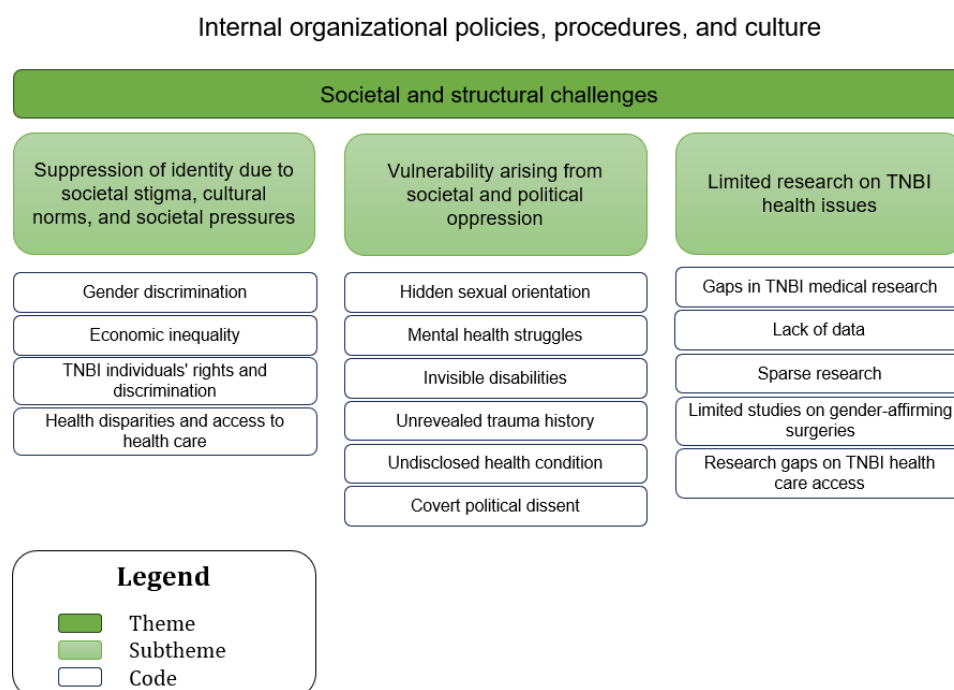 Internal organizational policies, procedures, and culture
Societal and structural challenges
Suppression of identity due to
societal stigma, cultural
norms, and societal pressures
Gender discrimination
Economic inequality
TNBI individuals' rights and
discrimination
Health disparities and access to
health care
Vulnerability arising from
societal and political
oppression
Hidden sexual orientation
Mental health struggles
Invisible disabilities
Unrevealed trauma history
Undisclosed health condition
Covert political dissent
Limited research on TNBI
health issues
Gaps in TNBI medical research
Lack of data
Sparse research
Limited studies on gender-affirming
surgeries
Research gaps on TNBI health
care access
Legend
Theme
Subtheme
Code